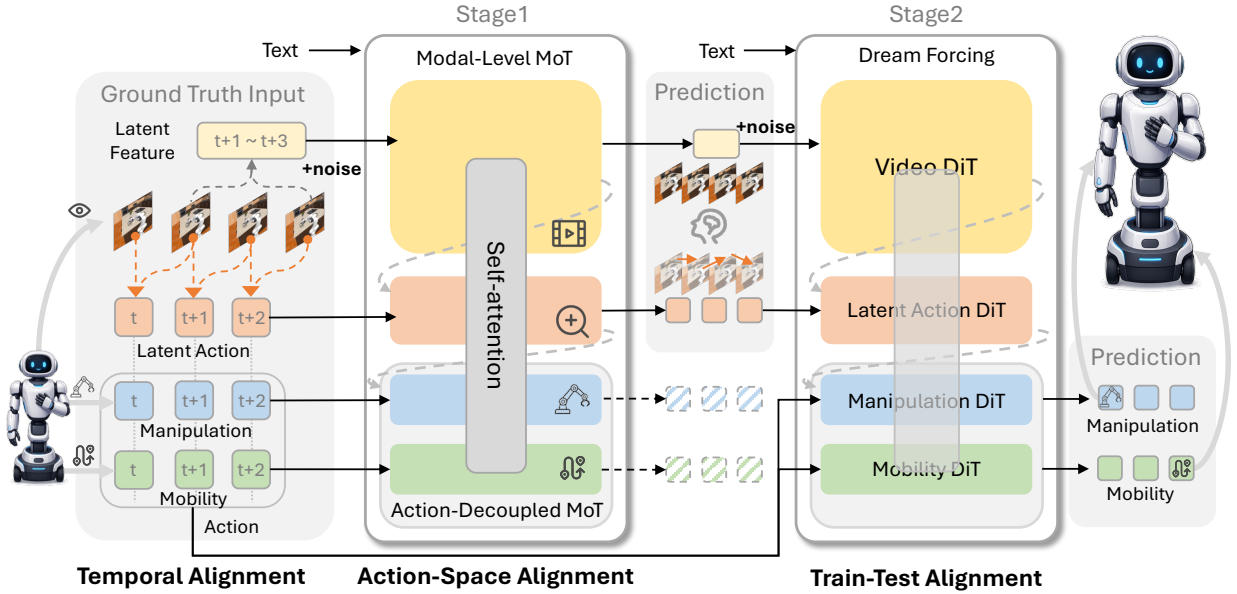 Stage1
Stage2
Text
Modal-Level MoT
Text
Dream Forcing
Ground Truth Input
Prediction
Latent
Feature
t+1 ~ t+3
+noise
+noise
Video DiT
Self-attention
t
t+1
t+2
Latent Action
Latent Action DiT
Prediction
t
t+1
t+2
Manipulation
Manipulation DiT
Manipulation
t
t+1
t+2
Mobility
Mobility DiT
Mobility
Action
Action-Decoupled MoT
Temporal Alignment
Action-Space Alignment
Train-Test Alignment